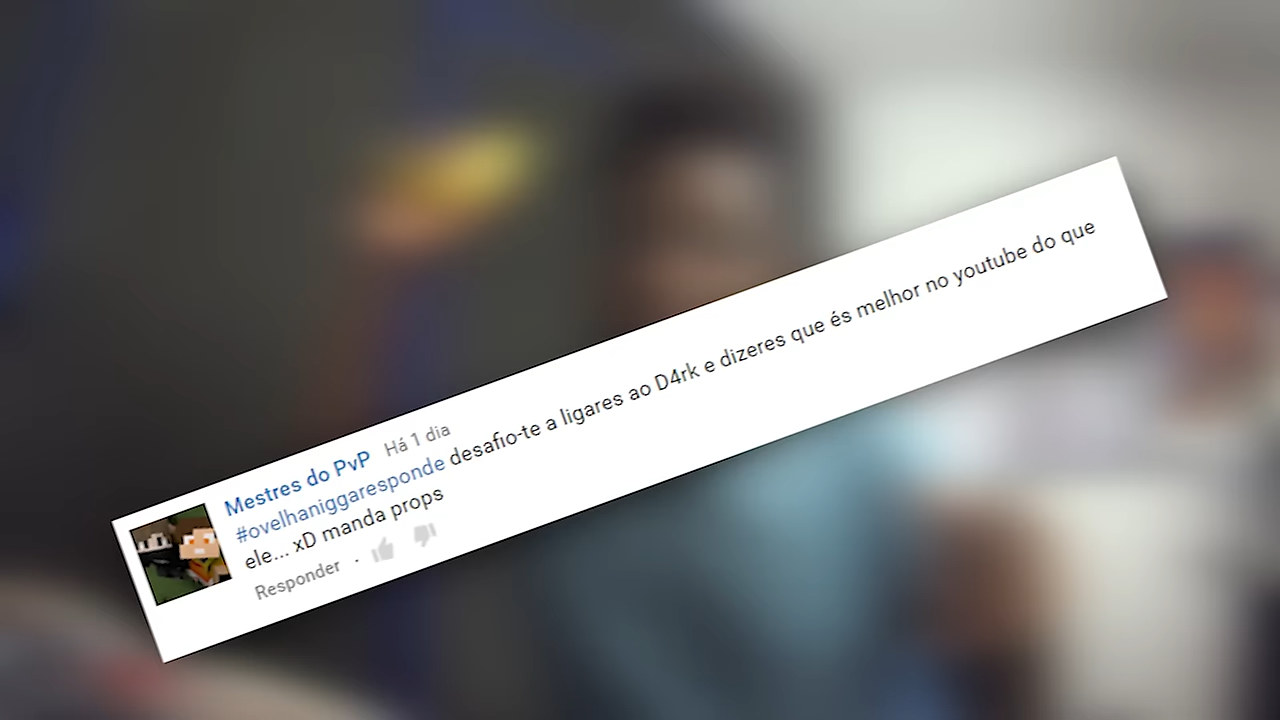 Mestres do PvP Há 1 dia
#ovelhaniggaresponde desafio-te a ligares ao D4rk e dizeres que és melhor no youtube do que
ele... xD manda props
Responder ·